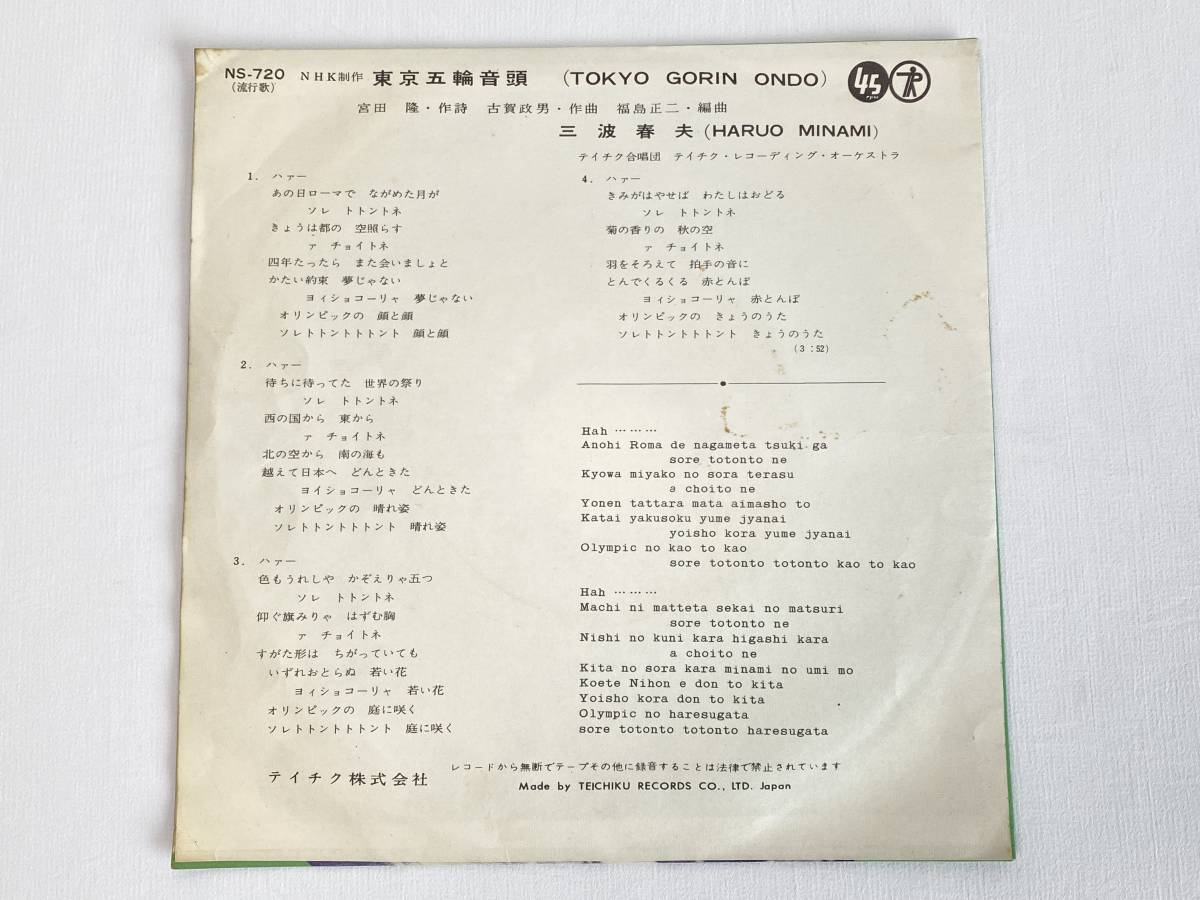 NS-720 NHK制作 東京五輪音頭 (TOKYO GORIN ONDO) 45 rpm
(流行歌)
宮田 隆・作詩 古賀政男・作曲 福島正二・編曲
三波春夫 (HARUO MINAMI)
テイチク合唱団 テイチク・レコーディング・オーケストラ
1. ハァー
あの日ローマで ながめた月が
ソレ トトントネ
きょうは都の 空照らす
ァ チョイトネ
四年たったら また会いましょと
かたい約束 夢じゃない
ヨィショコーリャ 夢じゃない
オリンピックの 顔と顔
ソレトトントトトント 顔と顔
2. ハァー
待ちに待ってた 世界の祭り
ソレ トトントネ
西の国から 東から
ァ チョイトネ
北の空から 南の海も
越えて日本へ どんときた
ヨイショコーリャ どんときた
オリンピックの 晴れ姿
ソレトトントトトント 晴れ姿
3. ハァー
色もうれしや かぞえりゃ五つ
ソレ トトントネ
仰ぐ旗みりゃ はずむ胸
ァ チョイトネ
すがた形は ちがっていても
いずれおとらぬ 若い花
ヨィショコーリャ 若い花
オリンピックの 庭に咲く
ソレトトントトトント 庭に咲く
4. ハァー
きみがはやせば わたしはおどる
ソレ トトントネ
菊の香りの 秋の空
ァ チョイトネ
羽をそろえて 拍手の音に
とんでくるくる 赤とんぼ
ヨィショコーリャ 赤とんぼ
オリンピックの きょうのうた
ソレトトントトトント きょうのうた
(3:52)
Hah ………
Anohi Roma de nagameta tsuki ga
sore totonto ne
Kyowa miyako no sora terasu
a choito ne
Yonen tattara mata aimasho to
Katai yakusoku yume jyanai
yoisho kora yume jyanai
Olympic no kao to kao
sore totonto totonto kao to kao
Hah ………
Machi ni matteta sekai no matsuri
sore totonto ne
Nishi no kuni kara higashi kara
a choito ne
Kita no sora kara minami no umi mo
Koete Nihon e don to kita
Yoisho kora don to kita
Olympic no haresugata
sore totonto totonto haresugata
テイチク株式会社
レコードから無断でテープその他に録音することは法律で禁止されています
Made by TEICHIKU RECORDS CO., LTD. Japan